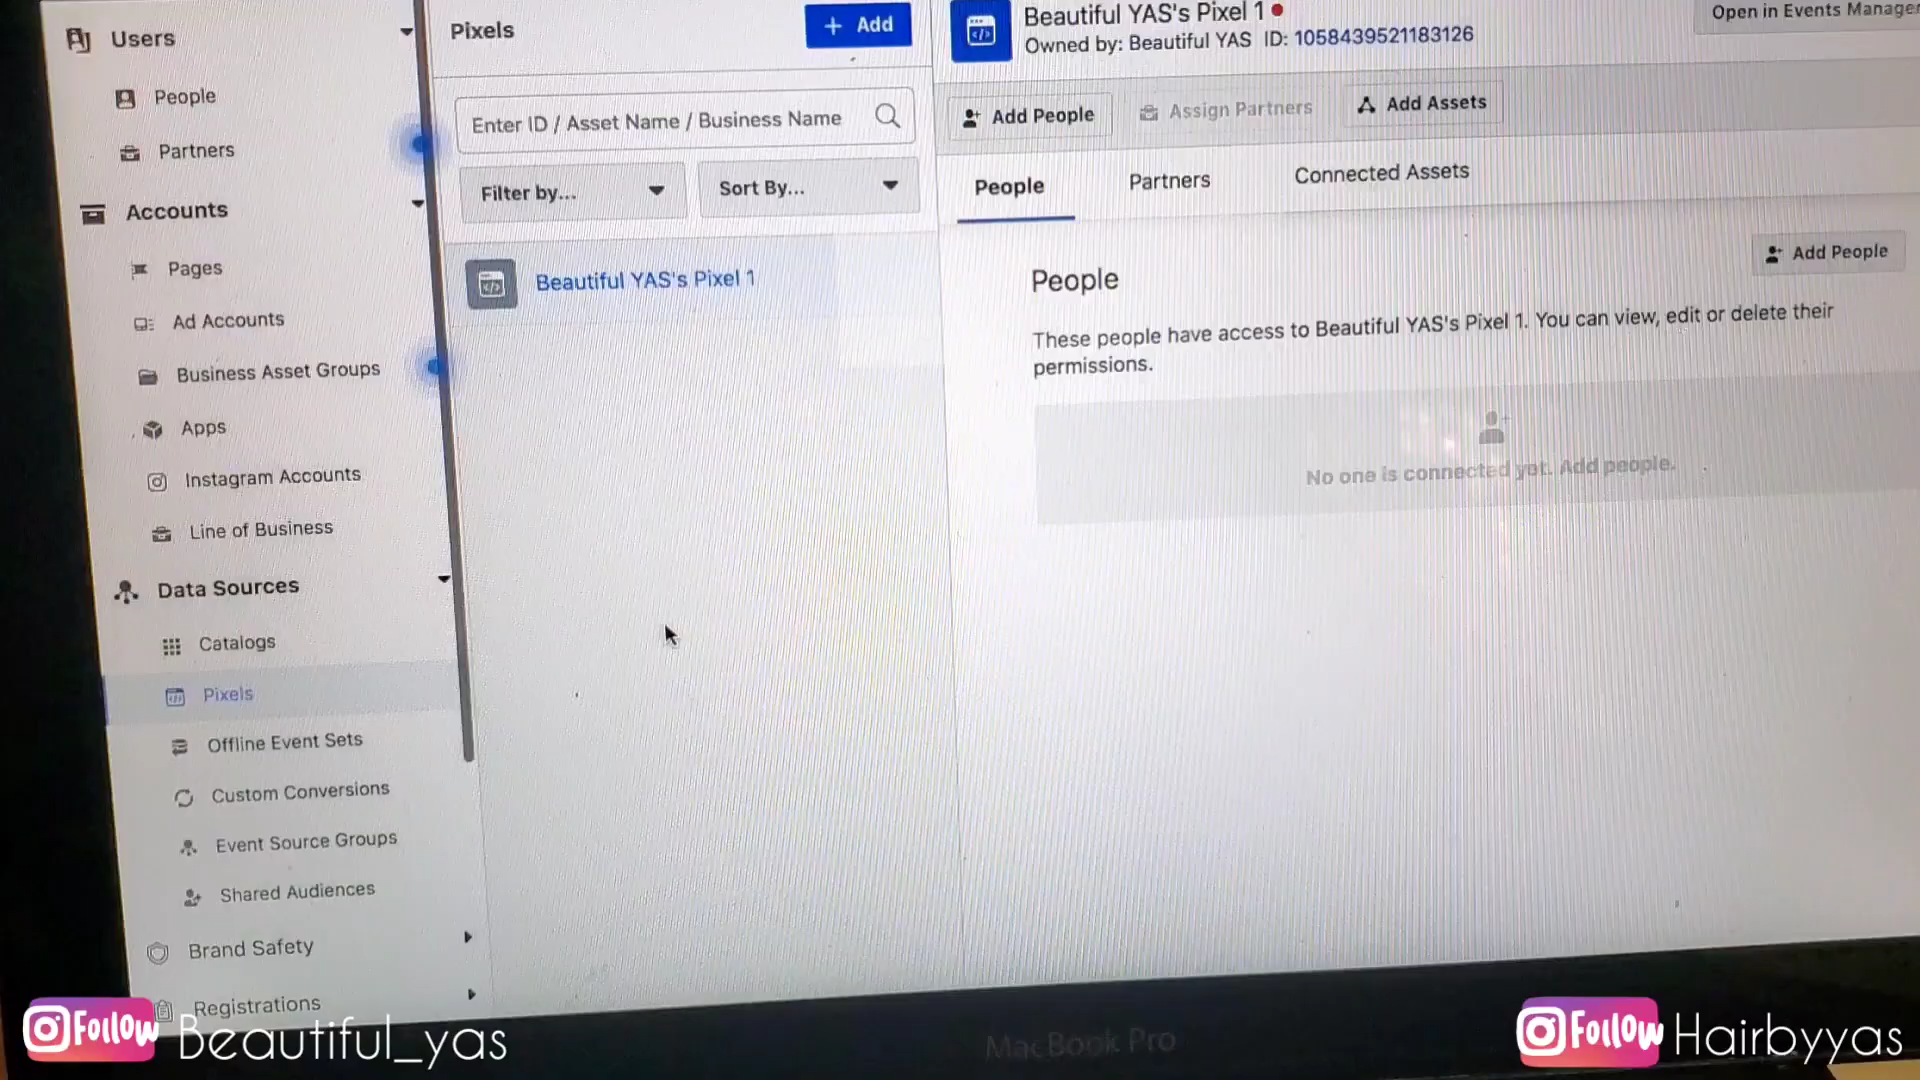 Users
People
Partners
Accounts
Pages
Ad Accounts
Business Asset Groups
Apps
Instagram Accounts
Line of Business
Data Sources
Catalogs
Pixels
Offline Event Sets
Custom Conversions
Event Source Groups
Shared Audiences
Brand Safety
Registrations
Pixels
+ Add
Enter ID / Asset Name / Business Name
Filter by...
Sort By...
Beautiful YAS's Pixel 1
Beautiful YAS's Pixel 1
Owned by: Beautiful YAS ID: 1058439521183126
Open in Events Manager
Add People
Assign Partners
Add Assets
People
Partners
Connected Assets
Add People
People
These people have access to Beautiful YAS's Pixel 1. You can view, edit or delete their
permissions.
No one is connected yet. Add people.
MacBook Pro
Follow Beautiful_yas
Follow Hairbyyas